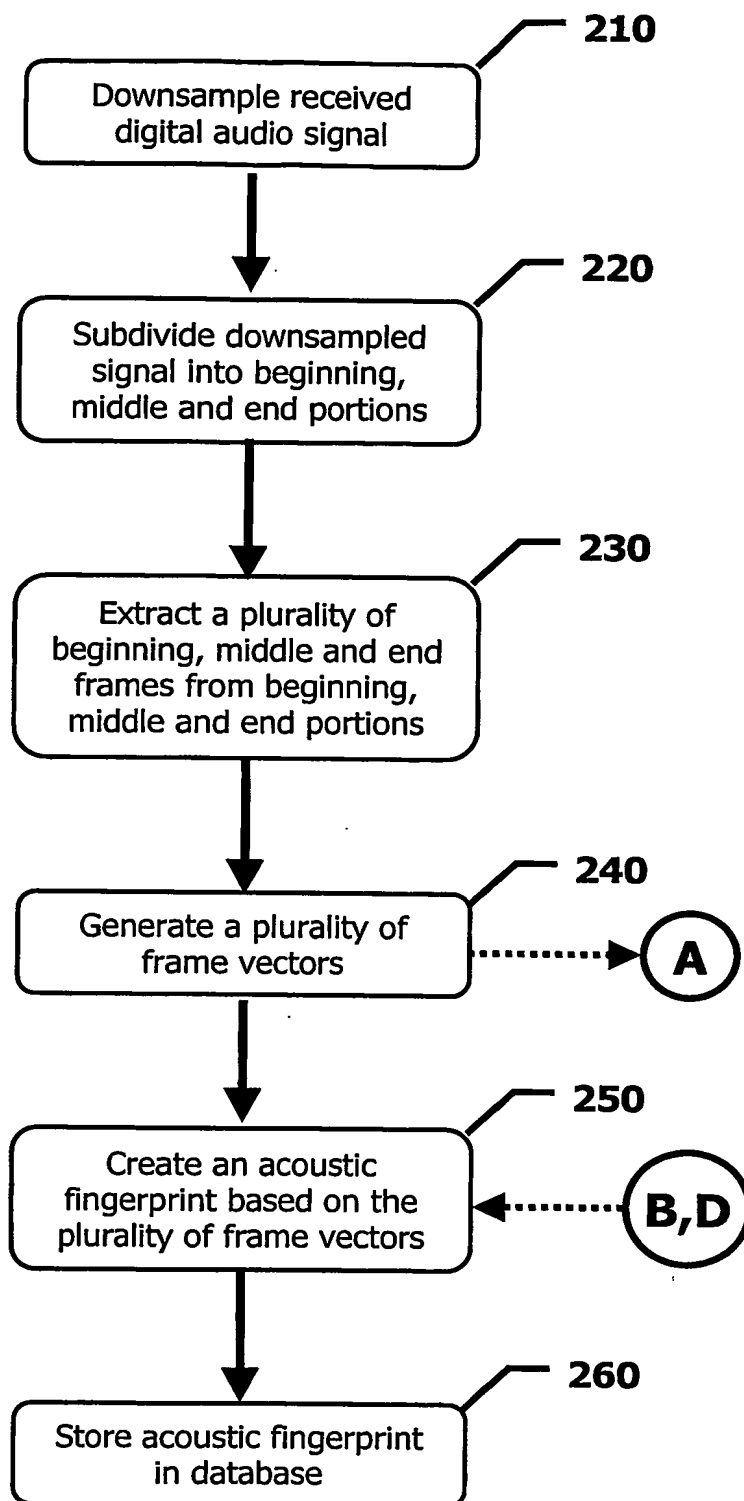 210
Downsample received
digital audio signal
220
Subdivide downsampled
signal into beginning,
middle and end portions
230
Extract a plurality of
beginning, middle and end
frames from beginning,
middle and end portions
240
Generate a plurality of
frame vectors
A
250
Create an acoustic
fingerprint based on the
plurality of frame vectors
B,D
260
Store acoustic fingerprint
in database